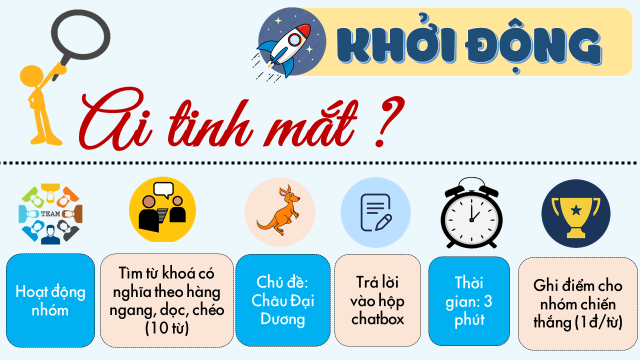 KHỞI ĐỘNG
Ai tinh mắt ?
TEAM
Hoạt động
nhóm
Tìm từ khoá có
nghĩa theo hàng
ngang, dọc, chéo
(10 từ)
Chủ đề:
Châu Đại
Dương
Trả lời
vào hộp
chatbox
Thời
gian: 3
phút
Ghi điểm cho
nhóm chiến
thắng (1đ/từ)